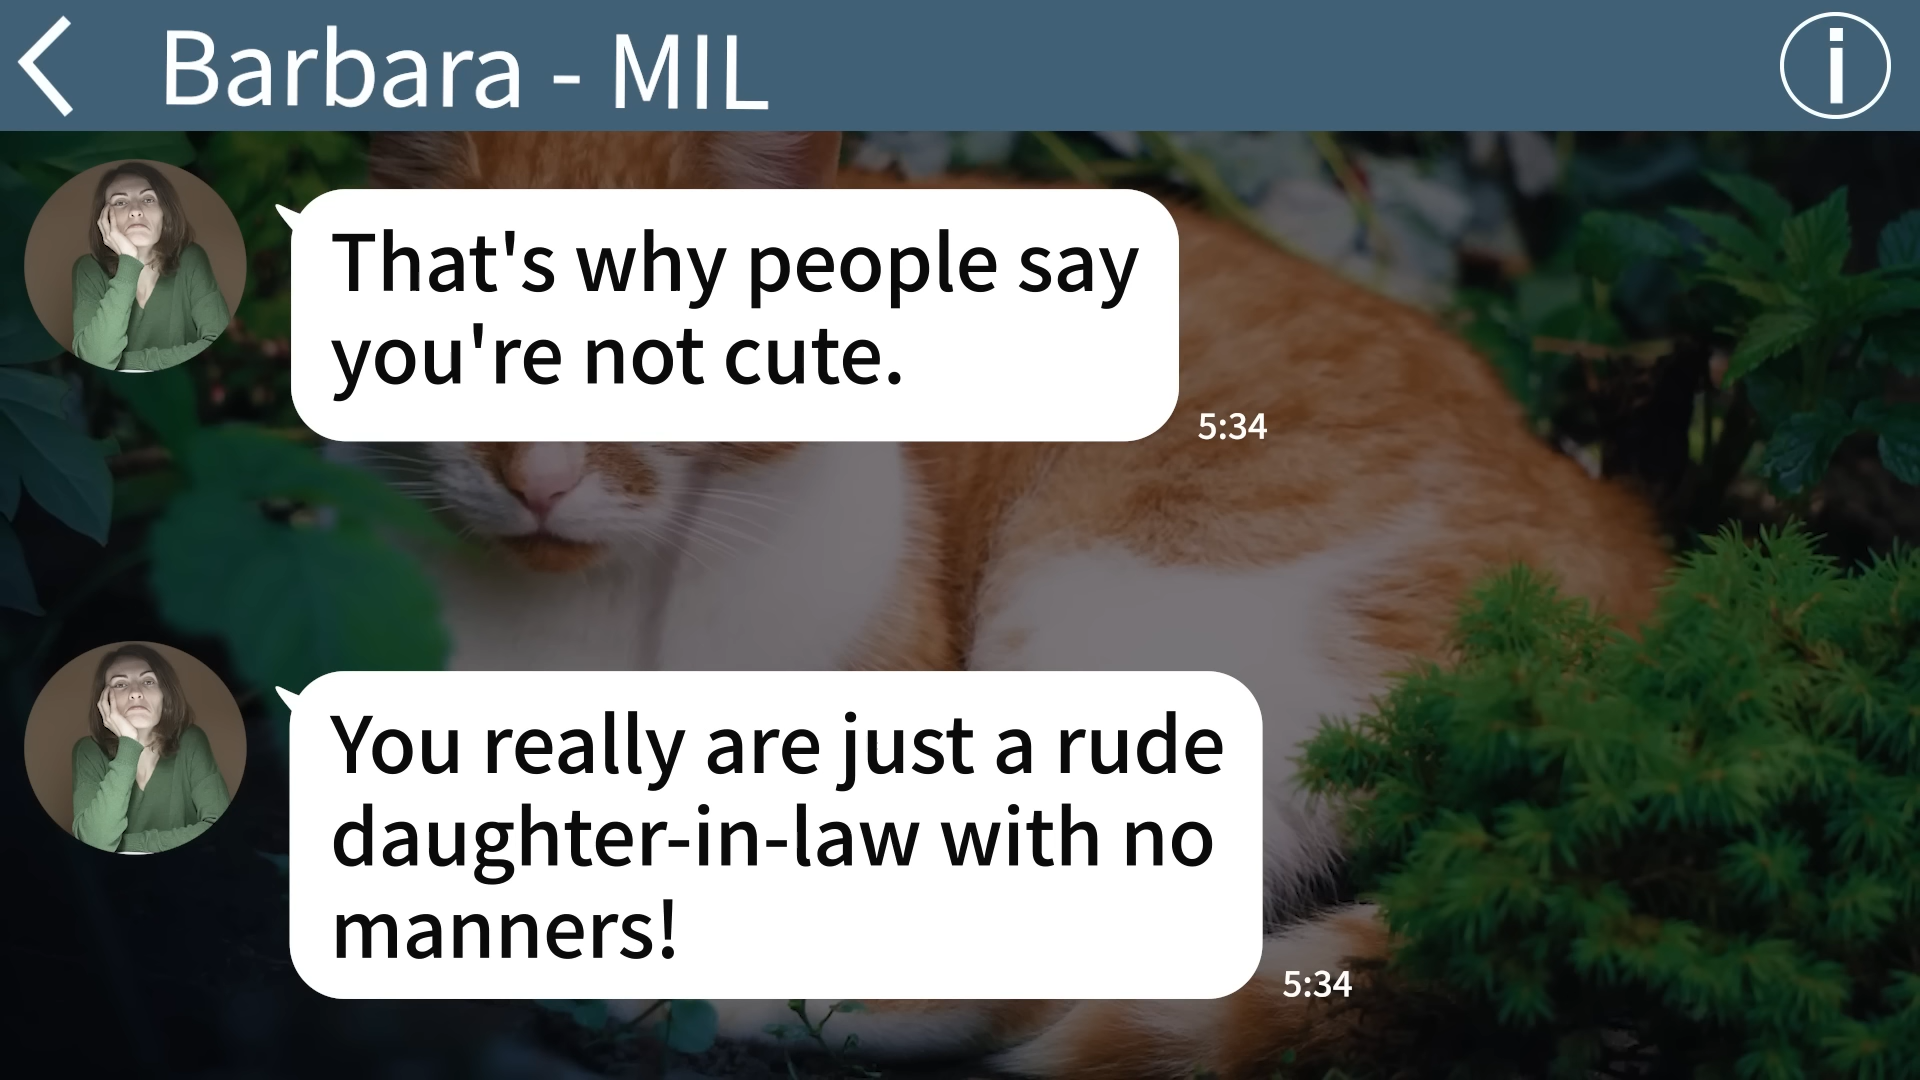 Barbara - MIL
That's why people say
you're not cute.
5:34
You really are just a rude
daughter-in-law with no
manners!
5:34